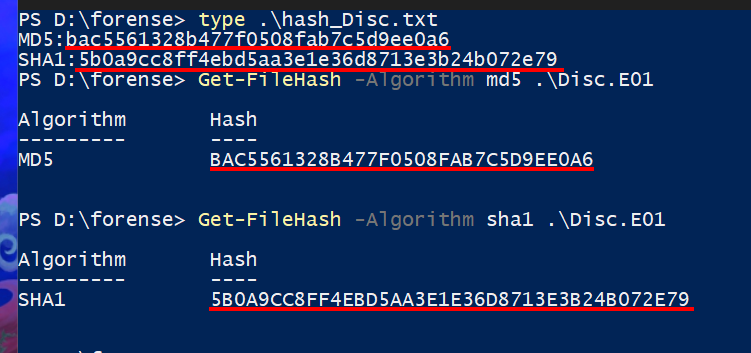 PS D:\forense> type .\hash_Disc.txt
MD5:bac5561328b477f0508fab7c5d9ee0a6
SHA1:5b0a9cc8ff4ebd5aa3e1e36d8713e3b24b072e79
PS D:\forense> Get-FileHash -Algorithm md5 .\Disc.E01
Algorithm       Hash
---------       ----
MD5             BAC5561328B477F0508FAB7C5D9EE0A6
PS D:\forense> Get-FileHash -Algorithm sha1 .\Disc.E01
Algorithm       Hash
---------       ----
SHA1            5B0A9CC8FF4EBD5AA3E1E36D8713E3B24B072E79